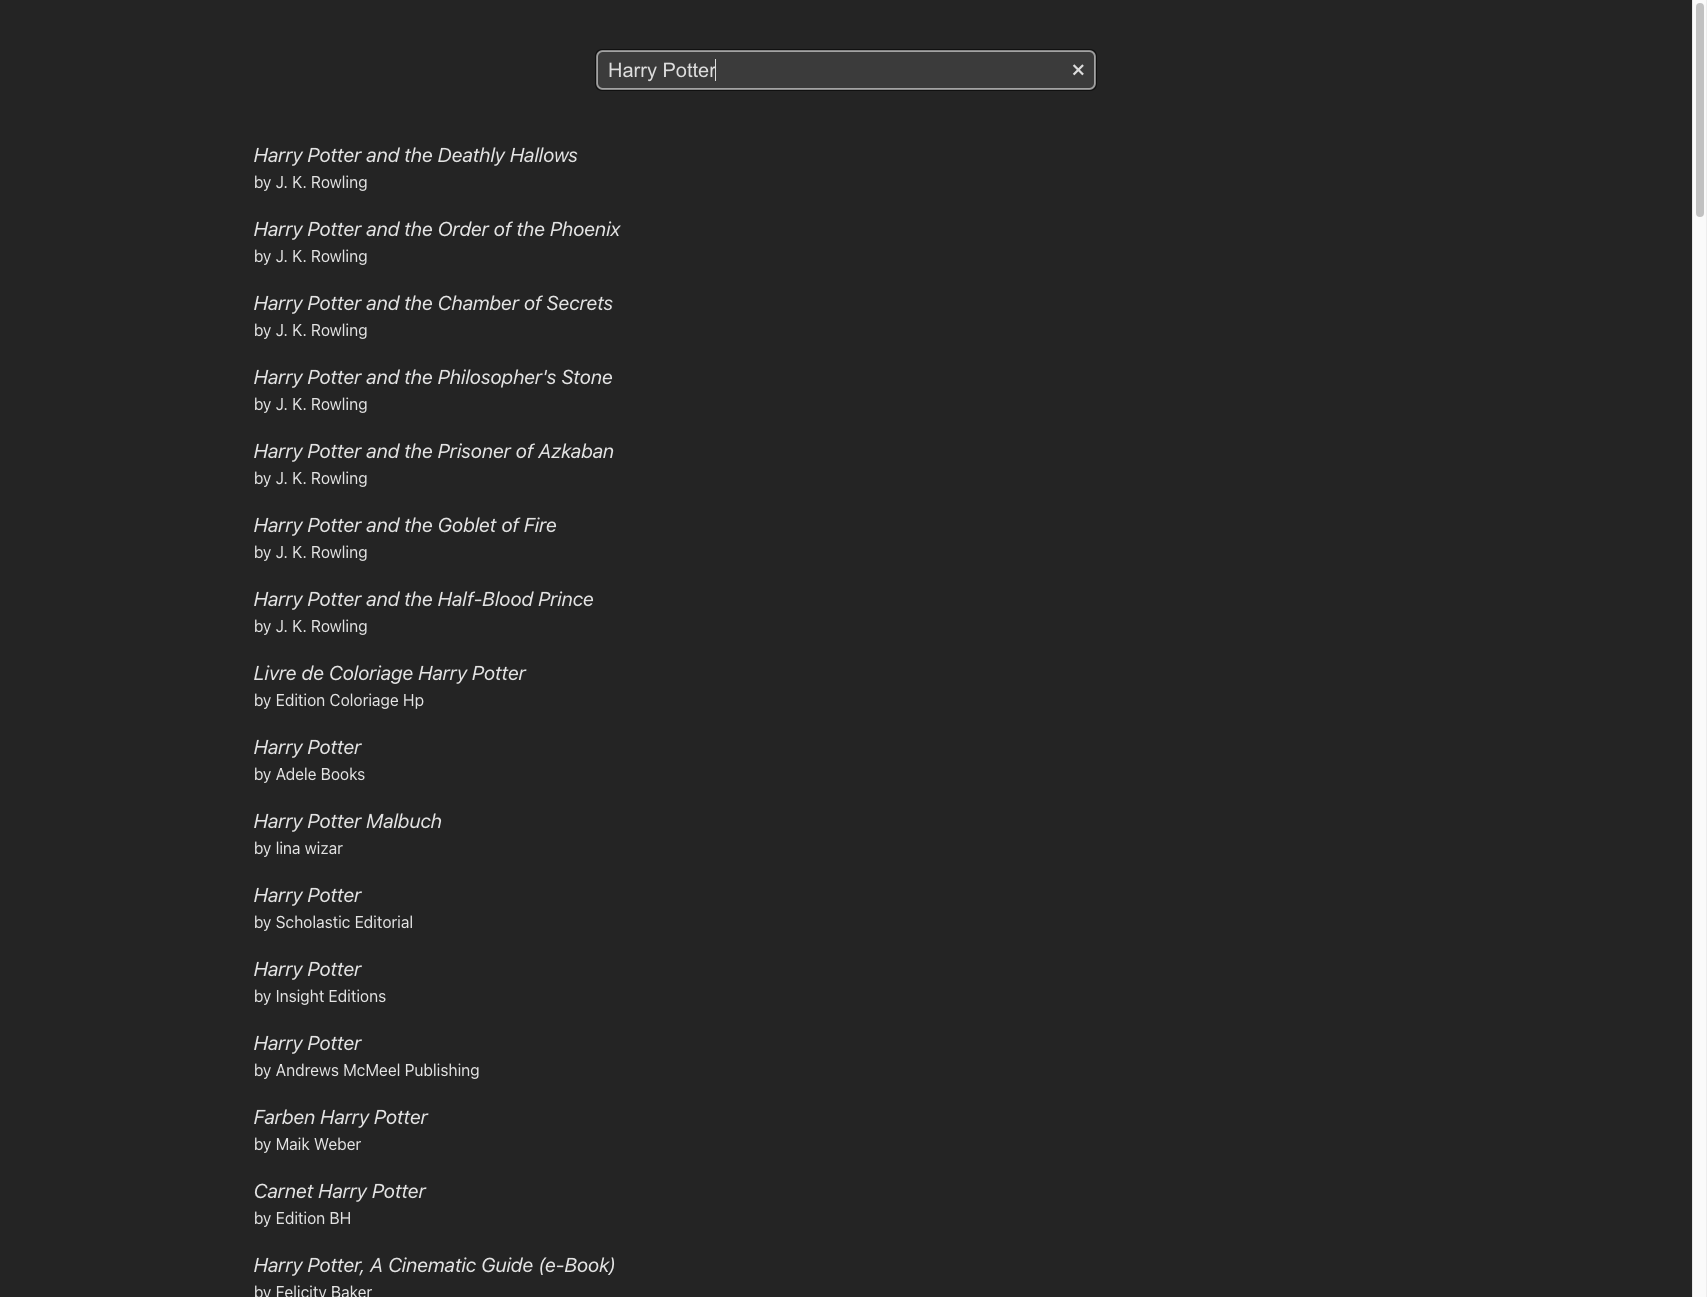 Harry Potter
Harry Potter and the Deathly Hallows
by J. K. Rowling
Harry Potter and the Order of the Phoenix
by J. K. Rowling
Harry Potter and the Chamber of Secrets
by J. K. Rowling
Harry Potter and the Philosopher's Stone
by J. K. Rowling
Harry Potter and the Prisoner of Azkaban
by J. K. Rowling
Harry Potter and the Goblet of Fire
by J. K. Rowling
Harry Potter and the Half-Blood Prince
by J. K. Rowling
Livre de Coloriage Harry Potter
by Edition Coloriage Hp
Harry Potter
by Adele Books
Harry Potter Malbuch
by lina wizar
Harry Potter
by Scholastic Editorial
Harry Potter
by Insight Editions
Harry Potter
by Andrews McMeel Publishing
Farben Harry Potter
by Maik Weber
Carnet Harry Potter
by Edition BH
Harry Potter, A Cinematic Guide (e-Book)
by Felicity Baker